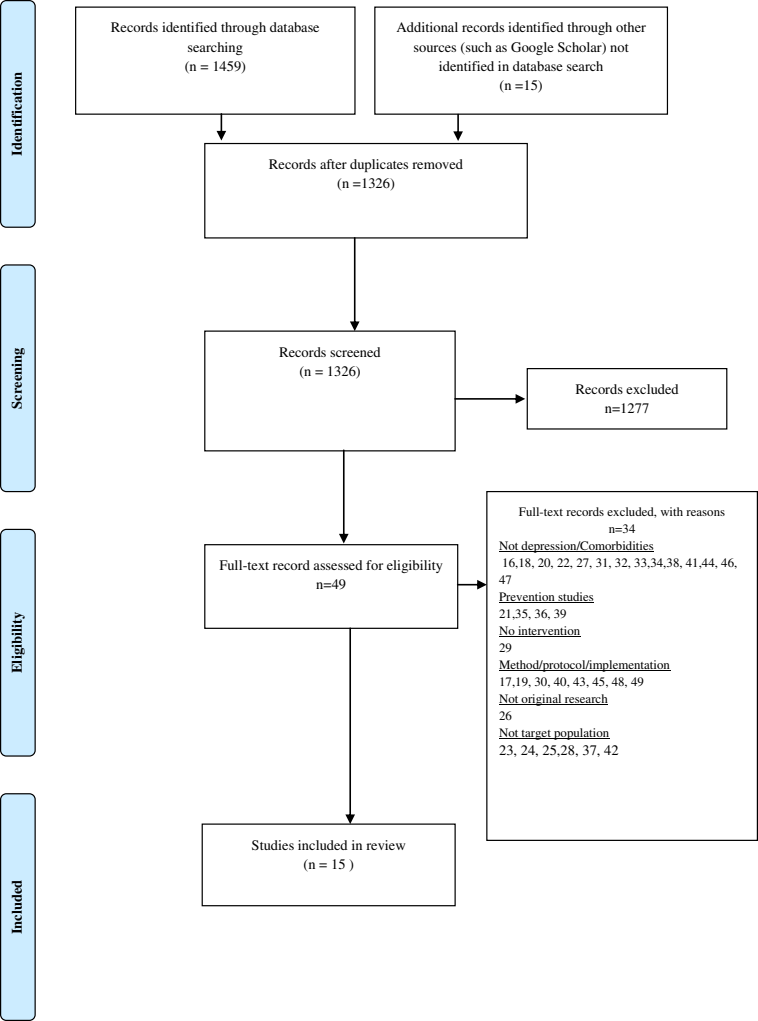 Identification
Records identified through database
searching
(n = 1459)
Additional records identified through other
sources (such as Google Scholar) not
identified in database search
(n =15)
Records after duplicates removed
(n =1326)
Screening
Records screened
(n = 1326)
Records excluded
n=1277
Eligibility
Full-text record assessed for eligibility
n=49
Full-text records excluded, with reasons
n=34
Not depression/Comorbidities
16,18, 20, 22, 27, 31, 32, 33,34,38, 41,44, 46,
47
Prevention studies
21,35, 36, 39
No intervention
29
Method/protocol/implementation
17,19, 30, 40, 43, 45, 48, 49
Not original research
26
Not target population
23, 24, 25,28, 37, 42
Included
Studies included in review
(n = 15 )